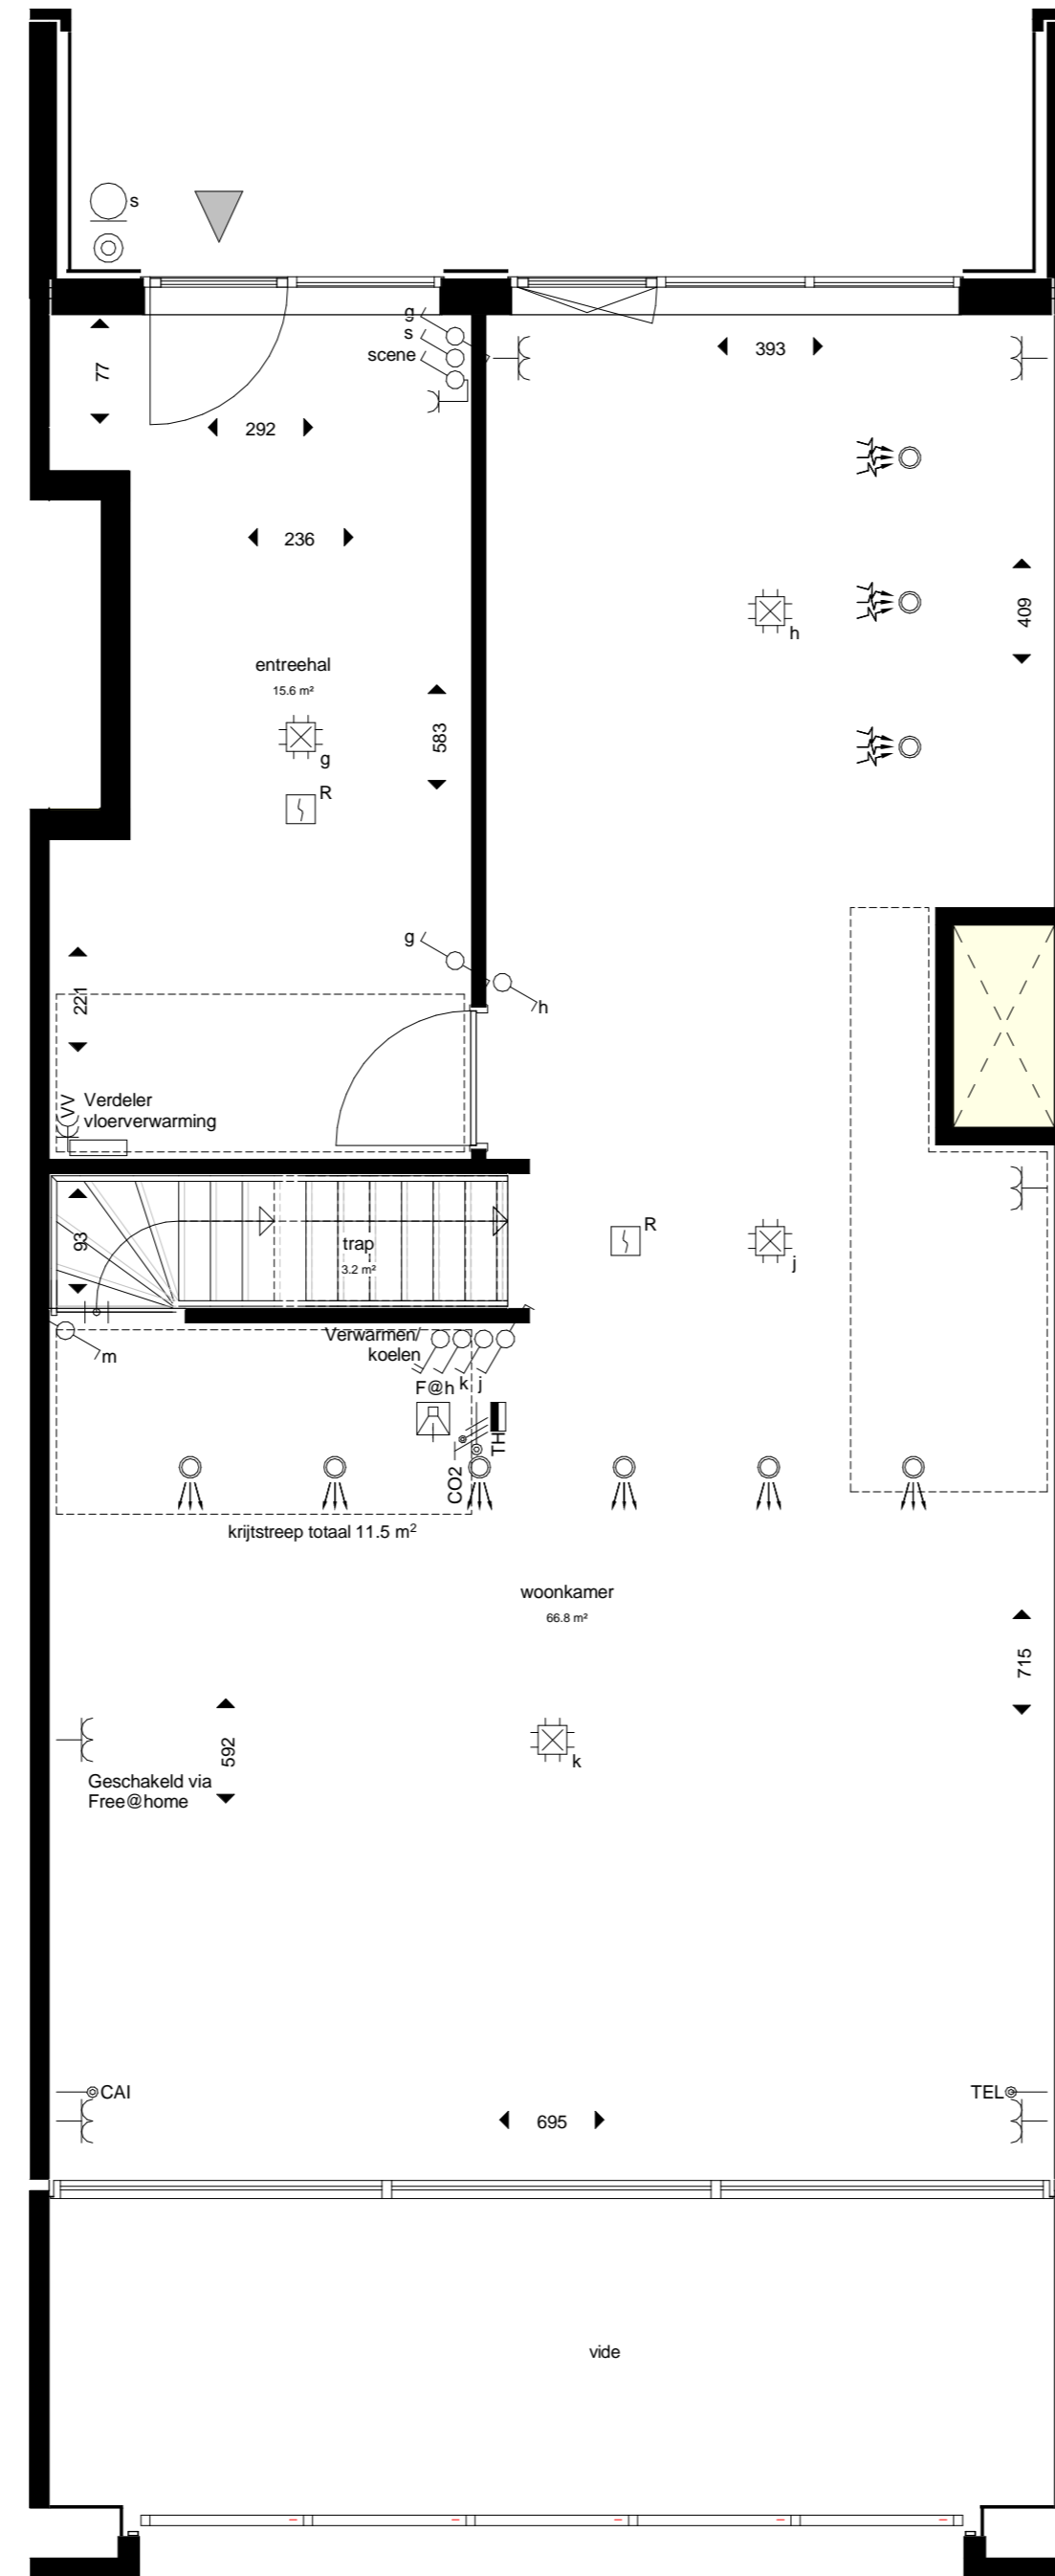 s
g
s
scene
77
393
292
236
409
h
entreehal
15.6 m²
583
g
R
g
h
221
VV
Verdeler
vloerverwarming
93
trap
3.2 m²
R
j
m
Verwarmen/
koelen
F@h k j
TH
CO2
krijtstreep totaal 11.5 m²
woonkamer
66.8 m²
715
592
k
Geschakeld via
Free@home
CAI
TEL
695
vide